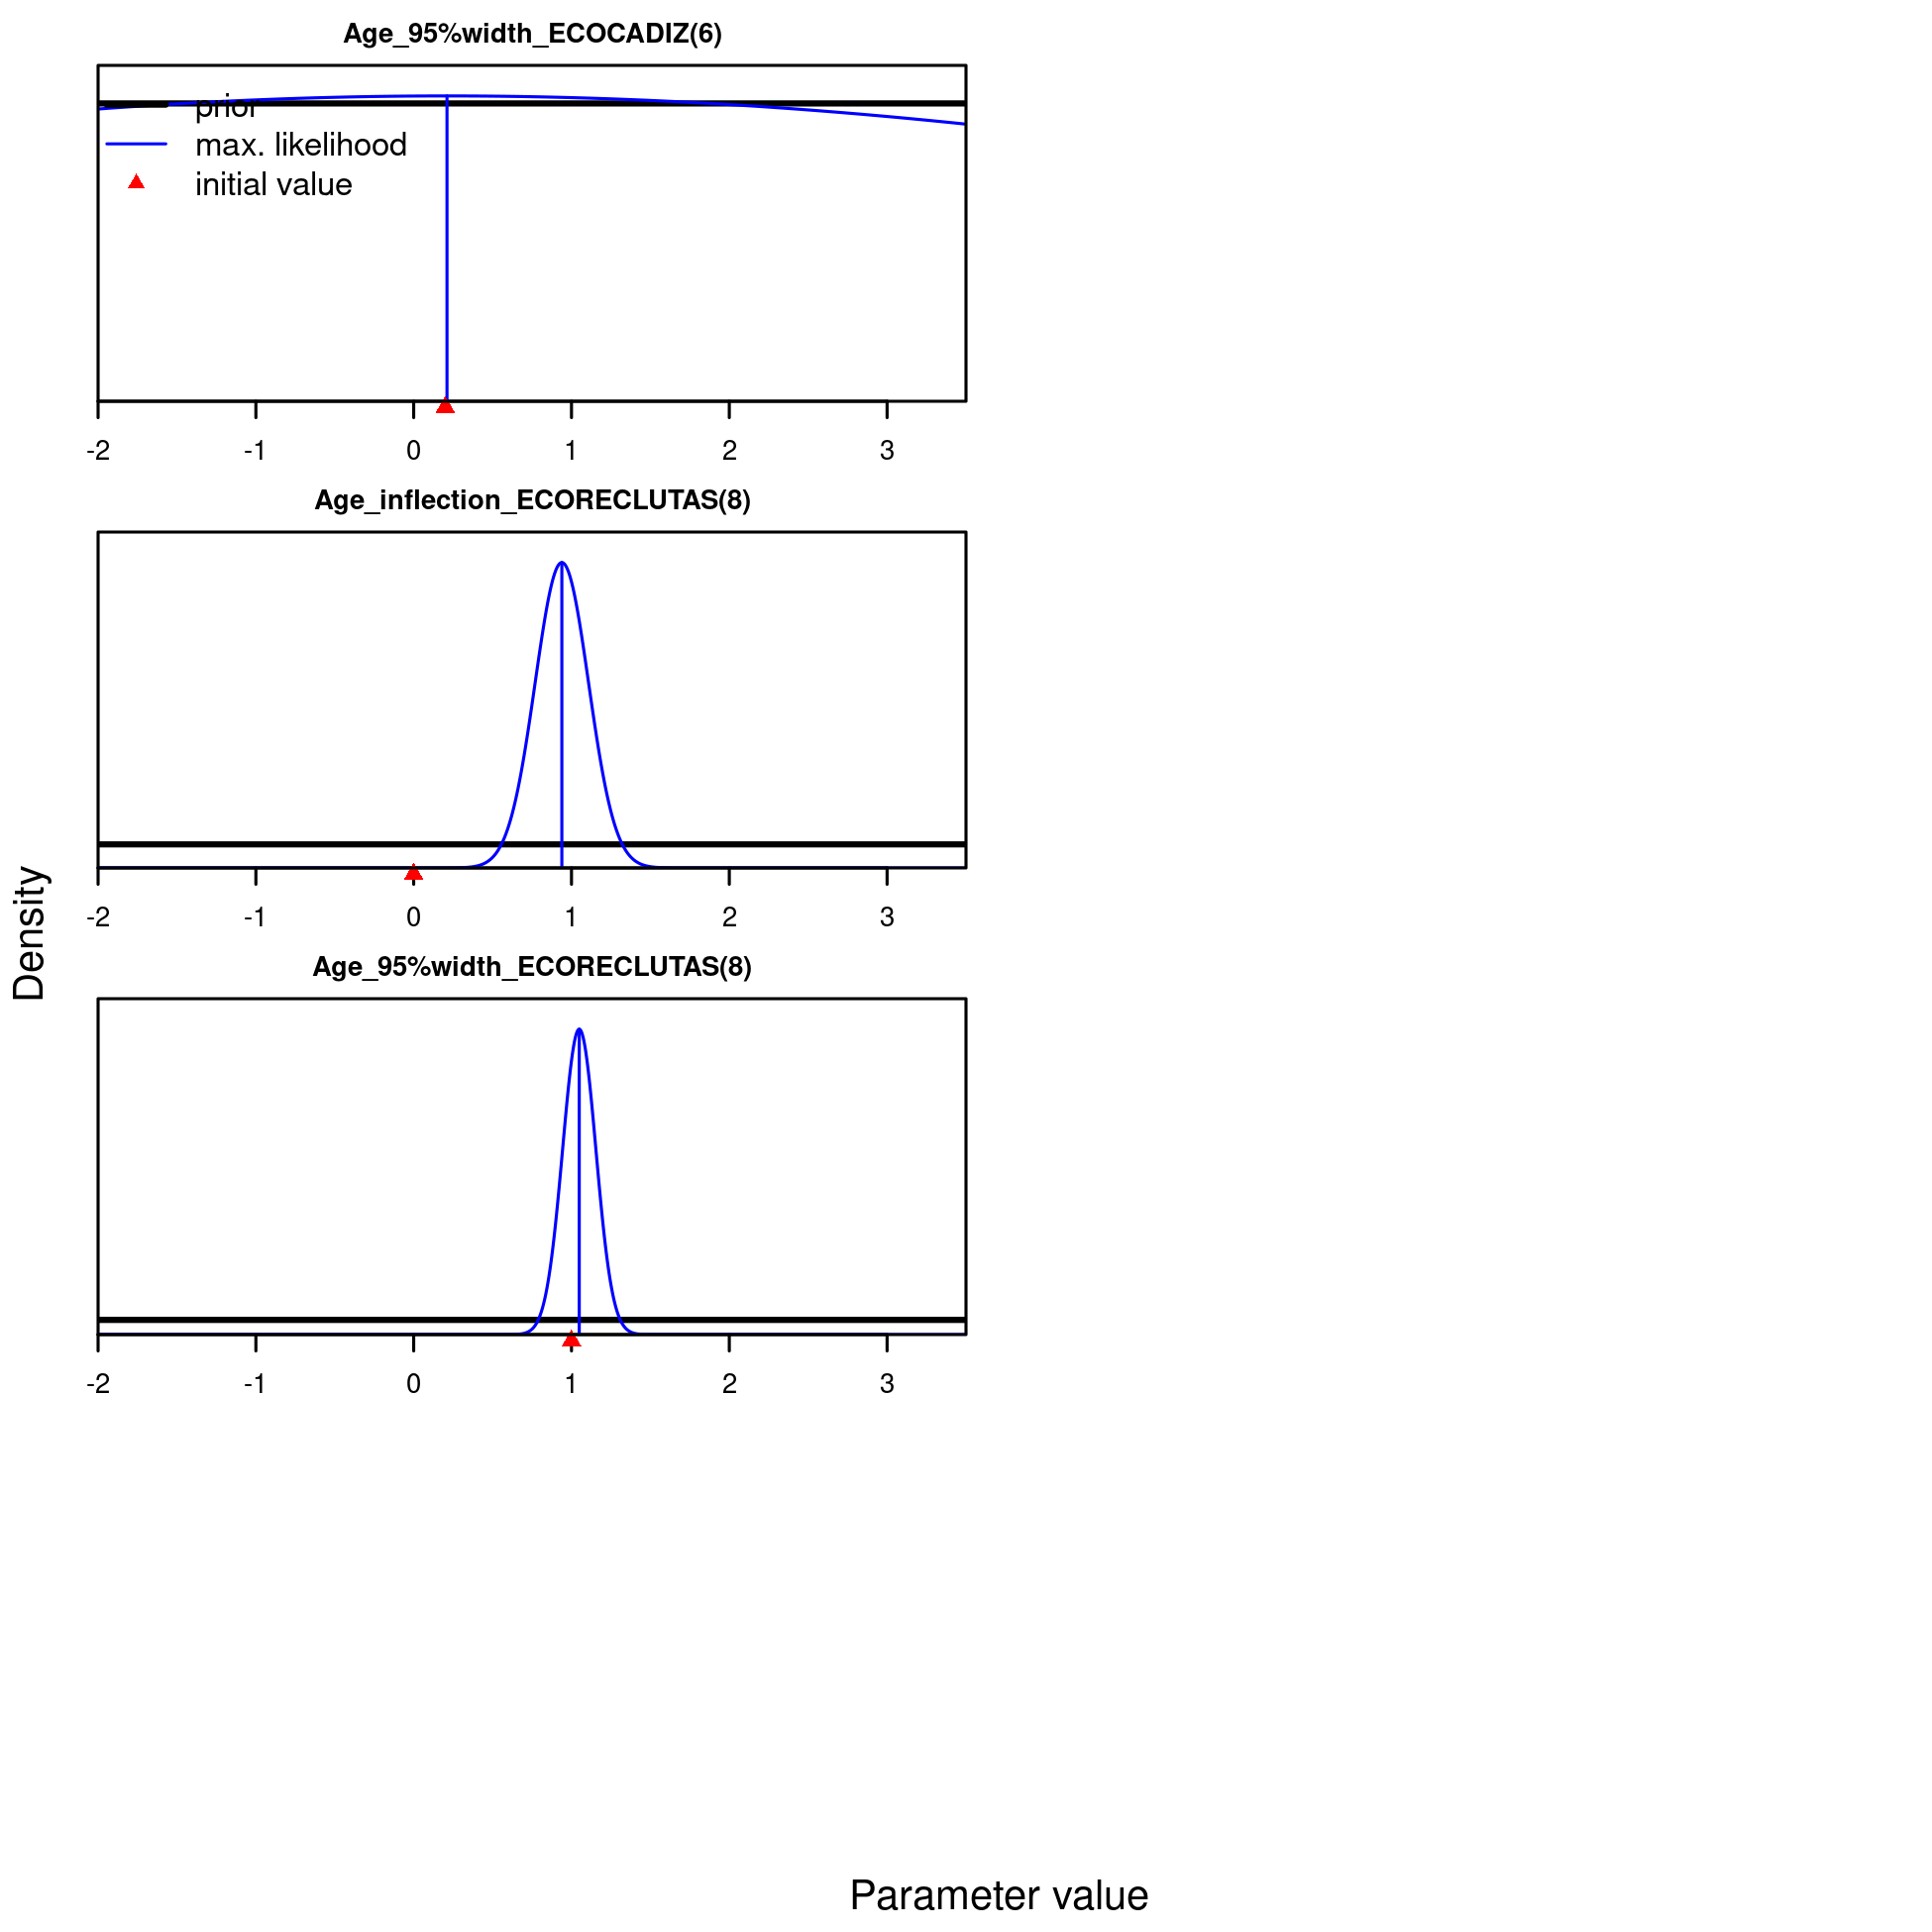 Age_95%width_ECOCADIZ(6)
prior
max. likelihood
initial value
-2 -1 0 1 2 3
Age_inflection_ECORECLUTAS(8)
-2 -1 0 1 2 3
Age_95%width_ECORECLUTAS(8)
-2 -1 0 1 2 3
Density
Parameter value